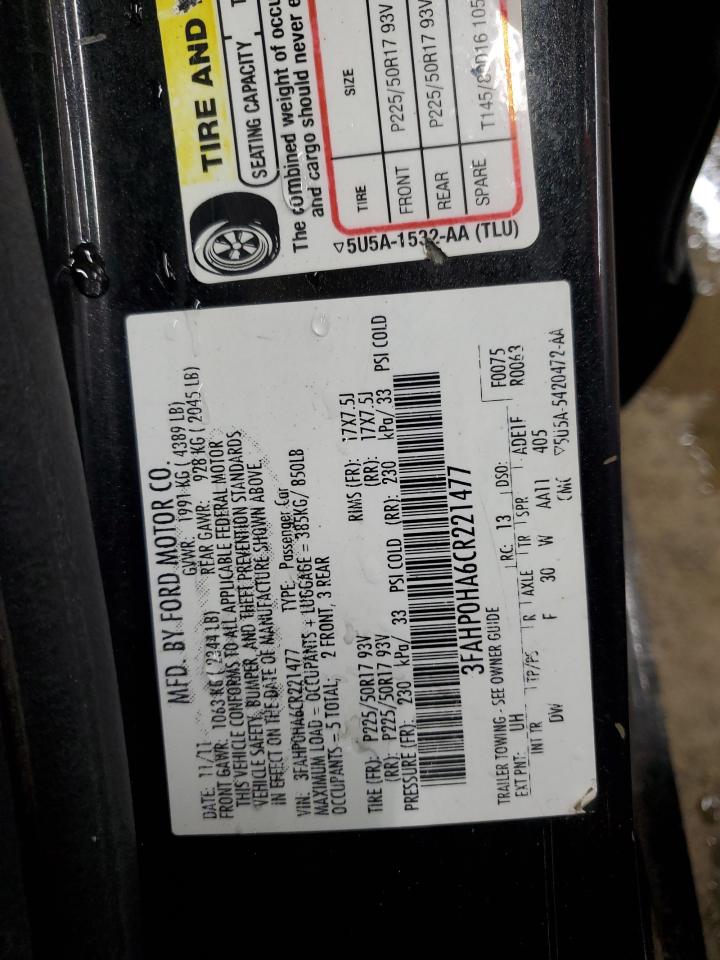 MFD. BY FORD MOTOR CO.
DATE: 11/11 GVWR: 1991 KG ( 4389 LB)
FRONT GAWR: 1063 KG ( 2344 LB) REAR GAWR: 928 KG ( 2045 LB)
THIS VEHICLE CONFORMS TO ALL APPLICABLE FEDERAL MOTOR
VEHICLE SAFETY, BUMPER, AND THEFT PREVENTION STANDARDS
IN EFFECT ON THE DATE OF MANUFACTURE SHOWN ABOVE.
VIN: 3FAHP0HA6CR221477 TYPE: Passenger Car
MAXIMUM LOAD = OCCUPANTS + LUGGAGE = 385KG/ 850LB
OCCUPANTS = 5 TOTAL, 2 FRONT, 3 REAR
TIRE (FR): P225/50R17 93V RIMS (FR): 17X7.5J
(RR): P225/50R17 93V (RR): 17X7.5J
PRESSURE (FR): 230 kPa/ 33 PSI COLD (RR): 230 kPa/ 33 PSI COLD
3FAHP0HA6CR221477
TRAILER TOWING - SEE OWNER GUIDE F0075
EXT PNT: UH RC: 13 DSO: R0063
INT TR TP/PS R AXLE TR SPR ADE1F
DW F 30 W AA11 405
▽5U5A-5420472-AA
TIRE AND
SEATING CAPACITY
The combined weight of occu
and cargo should never e
TIRE SIZE
FRONT P225/50R17 93V
REAR P225/50R17 93V
SPARE T145/80D16 105
▽5U5A-1532-AA (TLU)